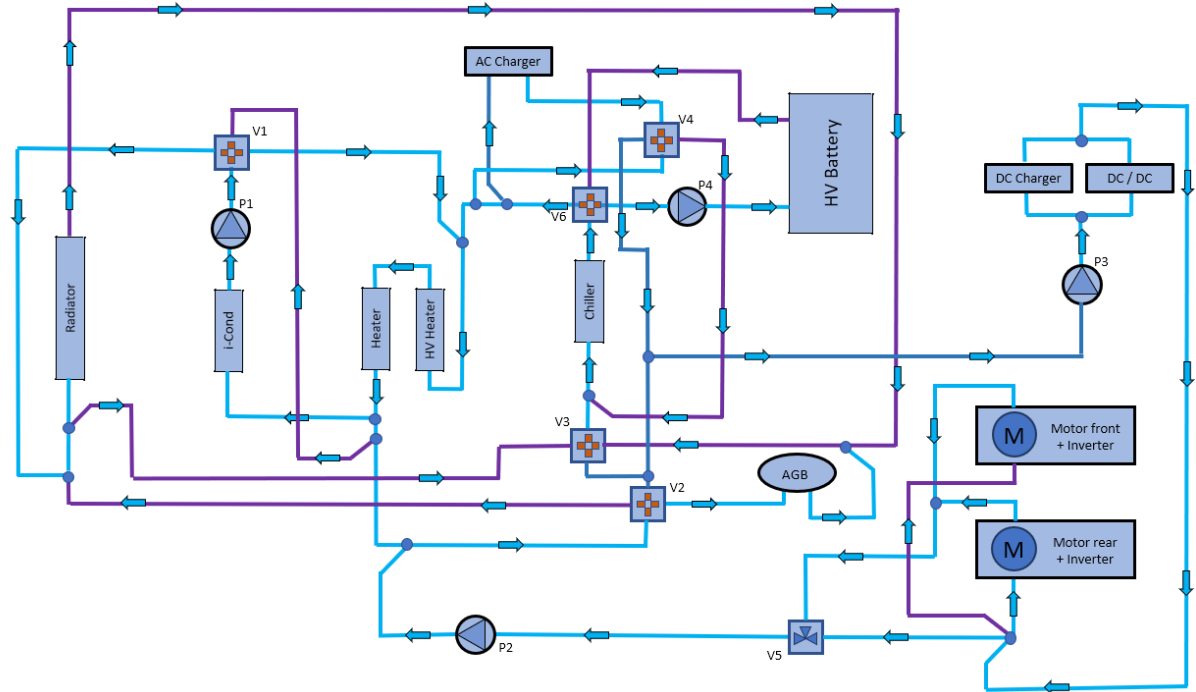 AC Charger
V1
V4
HV Battery
P1
V6
P4
DC Charger
DC / DC
P3
Radiator
i-Cond
Heater
HV Heater
Chiller
V3
M
Motor front
+ Inverter
AGB
V2
M
Motor rear
+ Inverter
P2
V5